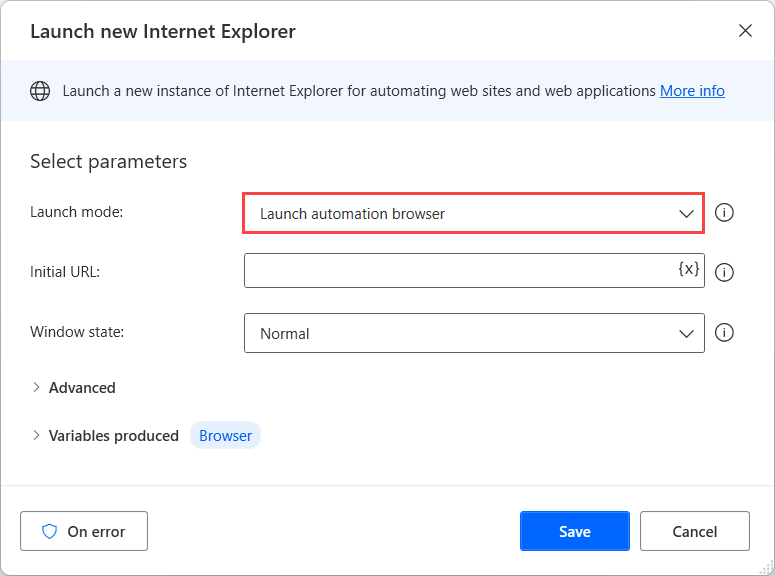 Launch new Internet Explorer
Launch a new instance of Internet Explorer for automating web sites and web applications More info
Select parameters
Launch mode:
Launch automation browser
Initial URL:
{x}
Window state:
Normal
Advanced
Variables produced Browser
On error
Save
Cancel